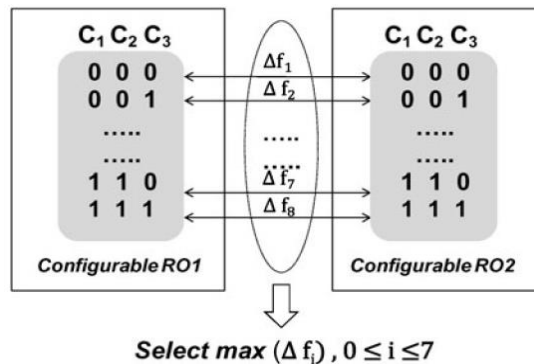 C₁ C₂ C₃ C₁ C₂ C₃
0 0 0 Δf₁ 0 0 0
0 0 1 Δ f₂ 0 0 1
..... ..... .....
..... ..... .....
1 1 0 Δ f₇ 1 1 0
1 1 1 Δ f₈ 1 1 1
Configurable RO1 Configurable RO2
Select max (Δ fᵢ) , 0 ≤ i ≤7